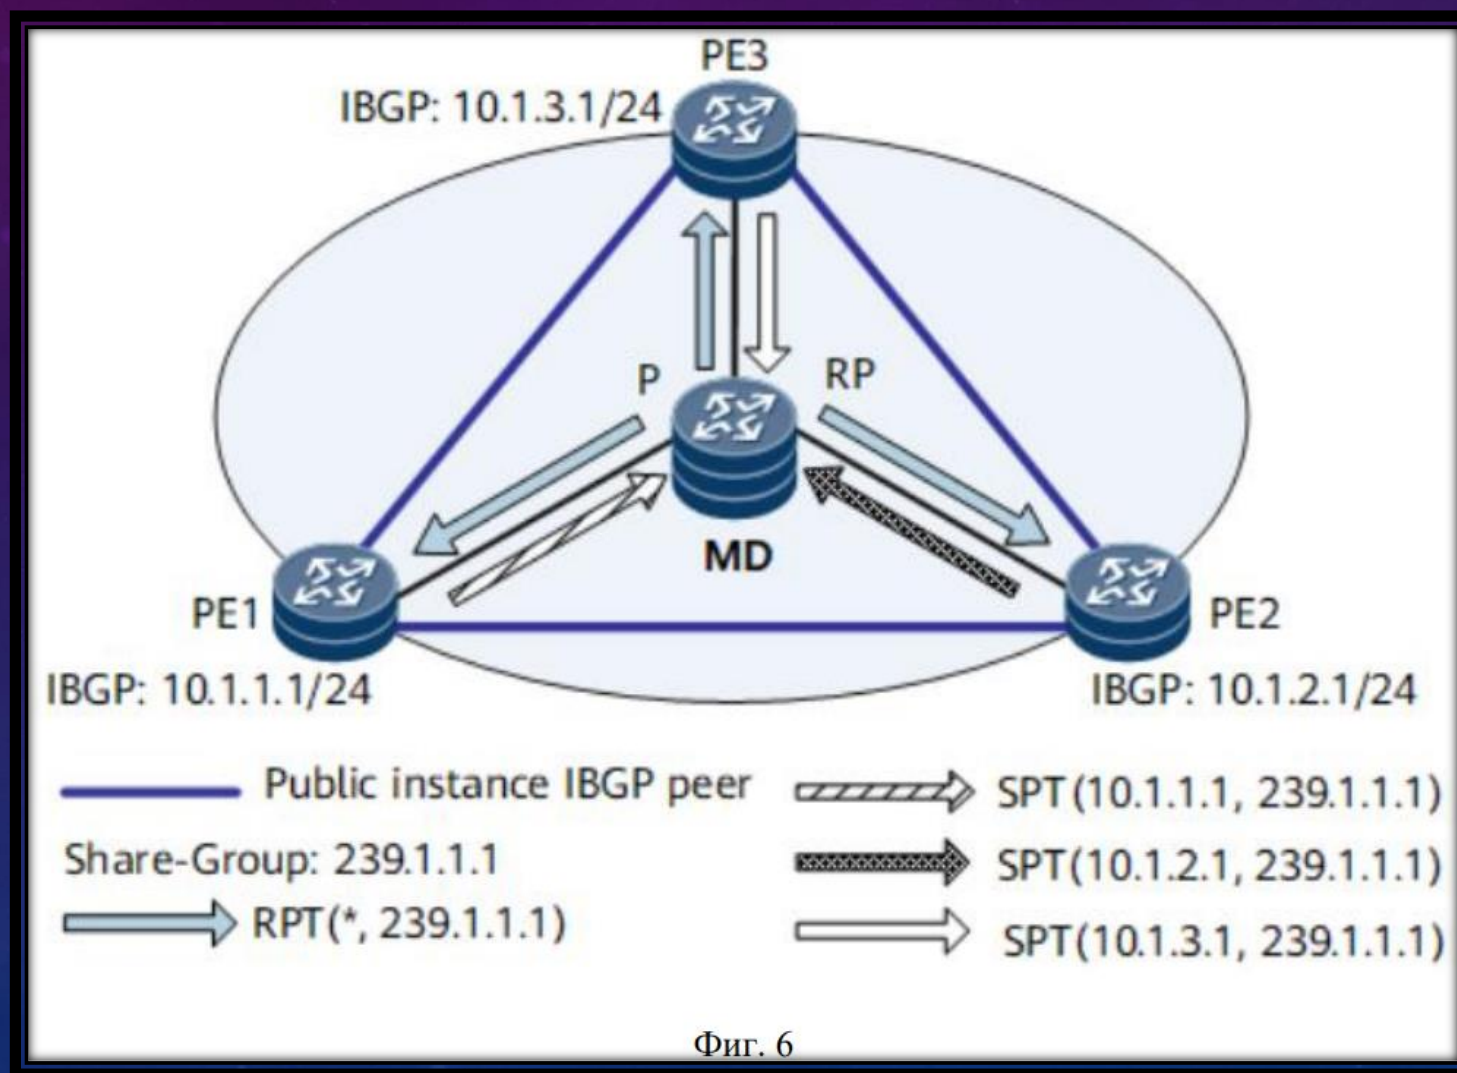 PE3
IBGP: 10.1.3.1/24
P
RP
MD
PE1
PE2
IBGP: 10.1.1.1/24
IBGP: 10.1.2.1/24
Public instance IBGP peer
SPT(10.1.1.1, 239.1.1.1)
Share-Group: 239.1.1.1
SPT(10.1.2.1, 239.1.1.1)
RPT(*, 239.1.1.1)
SPT(10.1.3.1, 239.1.1.1)
Фиг. 6